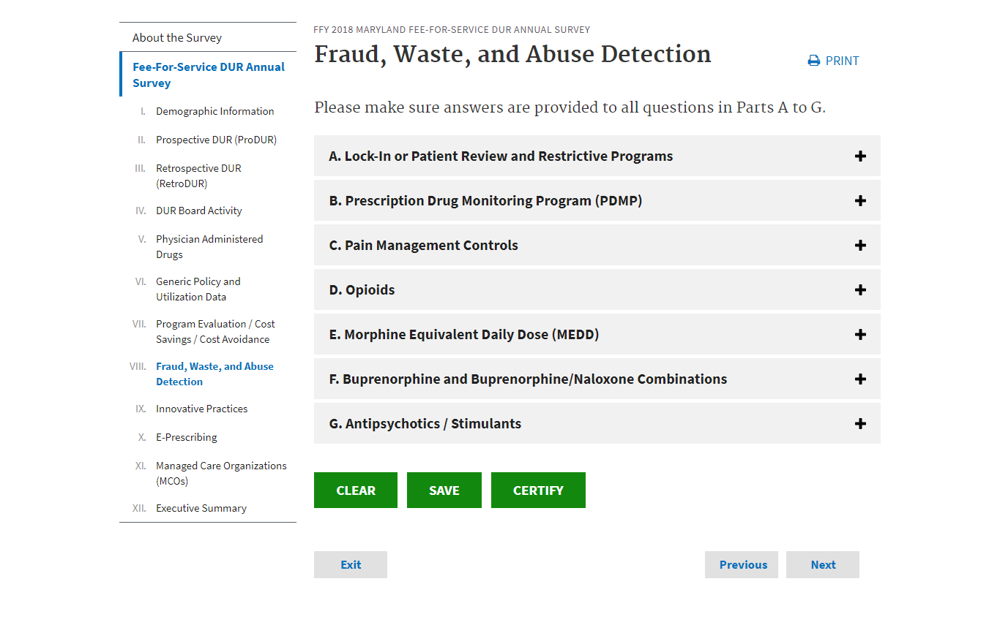 About the Survey
Fee-For-Service DUR Annual
Survey
I. Demographic Information
II. Prospective DUR (ProDUR)
III. Retrospective DUR
(RetroDUR)
IV. DUR Board Activity
V. Physician Administered
Drugs
VI. Generic Policy and
Utilization Data
VII. Program Evaluation / Cost
Savings / Cost Avoidance
VIII. Fraud, Waste, and Abuse
Detection
IX. Innovative Practices
X. E-Prescribing
XI. Managed Care Organizations
(MCOs)
XII. Executive Summary
FFY 2018 MARYLAND FEE-FOR-SERVICE DUR ANNUAL SURVEY
Fraud, Waste, and Abuse Detection
PRINT
Please make sure answers are provided to all questions in Parts A to G.
A. Lock-In or Patient Review and Restrictive Programs
B. Prescription Drug Monitoring Program (PDMP)
C. Pain Management Controls
D. Opioids
E. Morphine Equivalent Daily Dose (MEDD)
F. Buprenorphine and Buprenorphine/Naloxone Combinations
G. Antipsychotics / Stimulants
CLEAR SAVE CERTIFY
Exit Previous Next